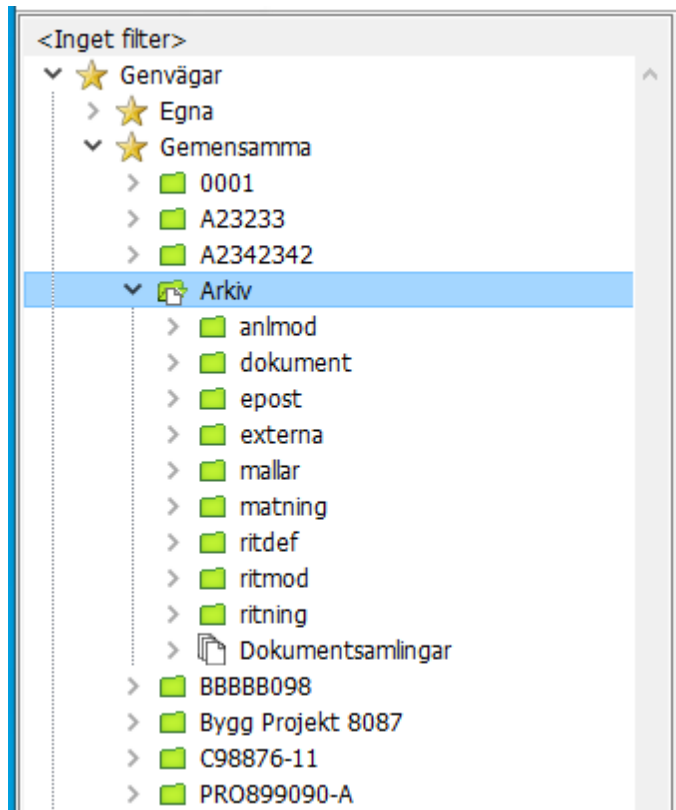 <Inget filter>
Genvägar
Egna
Gemensamma
0001
A23233
A2342342
Arkiv
anlmod
dokument
epost
externa
mallar
matning
ritdef
ritmod
ritning
Dokumentsamlingar
BBBBB098
Bygg Projekt 8087
C98876-11
PRO899090-A